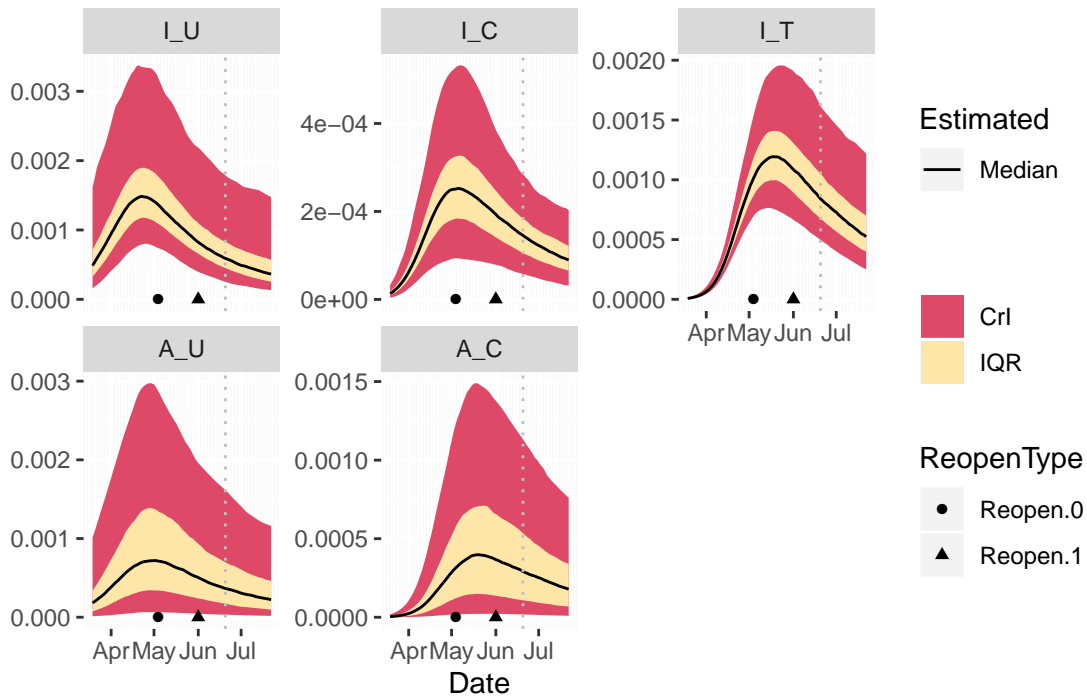 I_U
I_C
I_T
0.003
0.002
0.001
0.000
4e−04
2e−04
0e+00
0.0020
0.0015
0.0010
0.0005
0.0000
Apr May Jun Jul
A_U
A_C
0.003
0.002
0.001
0.000
0.0015
0.0010
0.0005
0.0000
Apr May Jun Jul
Apr May Jun Jul
Date
Estimated
Median
CrI
IQR
ReopenType
Reopen.0
Reopen.1